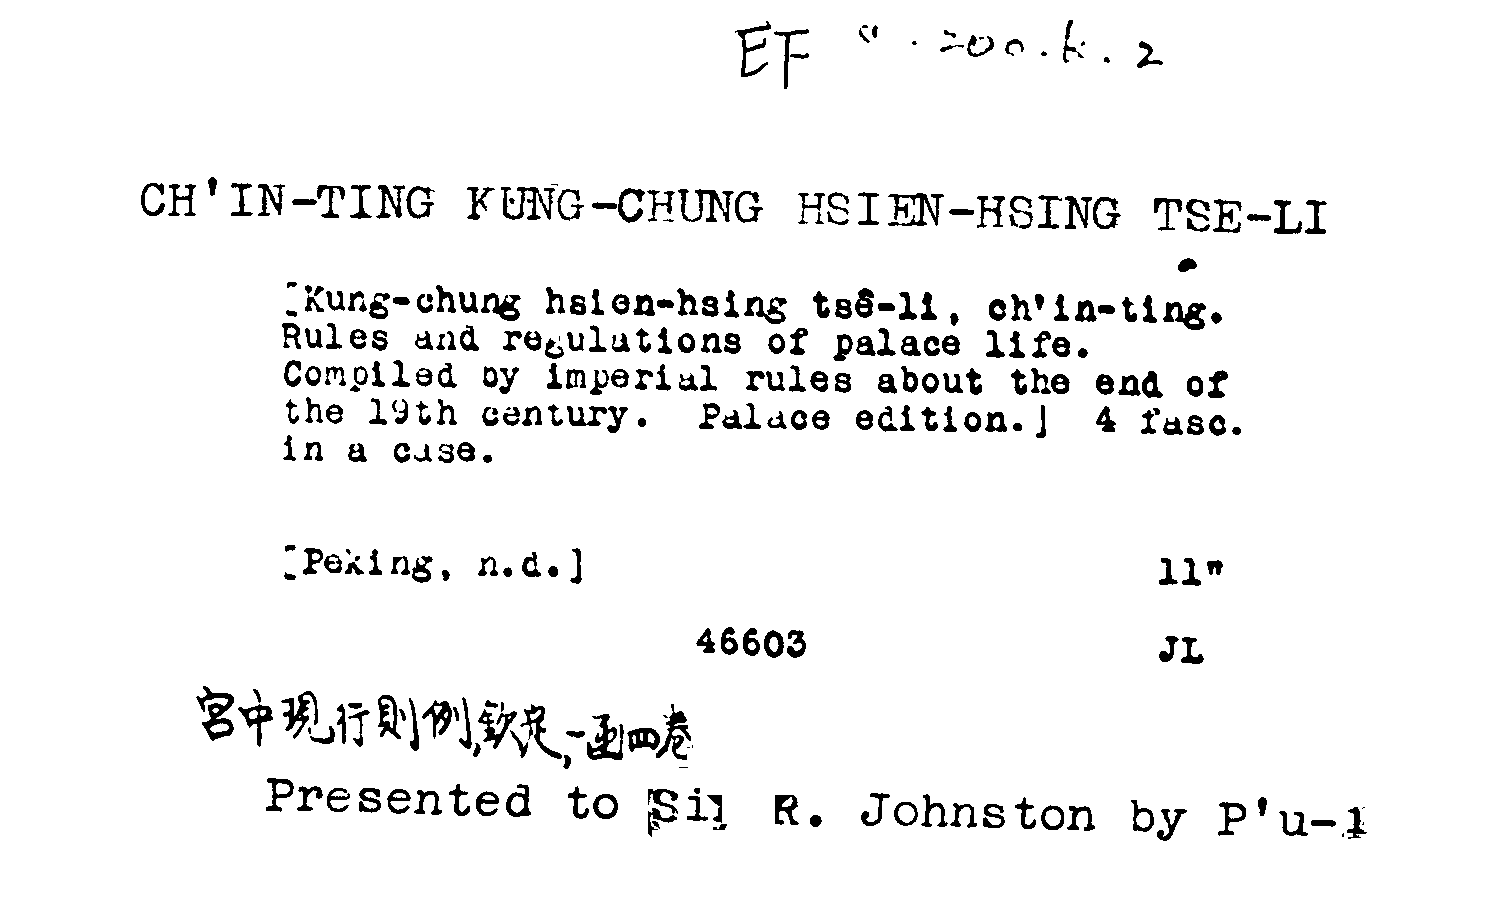 EF " . 200.k.2
CH'IN-TING KUNG-CHUNG HSIEN-HSING TSE-LI
[Kung-chung hsien-hsing tsê-li, ch'in-ting.
Rules and regulations of palace life.
Compiled by imperial rules about the end of
the 19th century. Palace edition.] 4 fasc.
in a case.
[Peking, n.d.] 11"
46603 JL
宮中現行則例,欽定,一函四卷
Presented to Sir R. Johnston by P'u-i